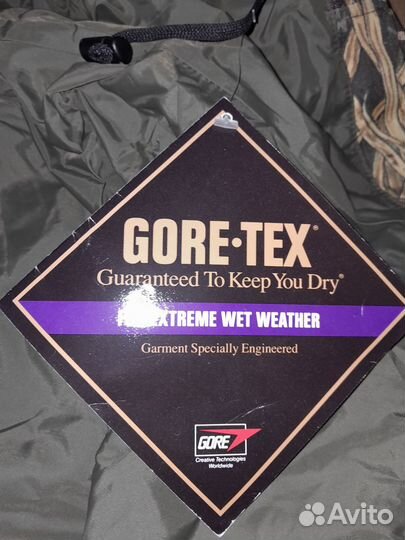 GORE-TEX®
Guaranteed To Keep You Dry®
EXTREME WET WEATHER
Garment Specially Engineered
GORE
Creative Technologies
Worldwide
Avito